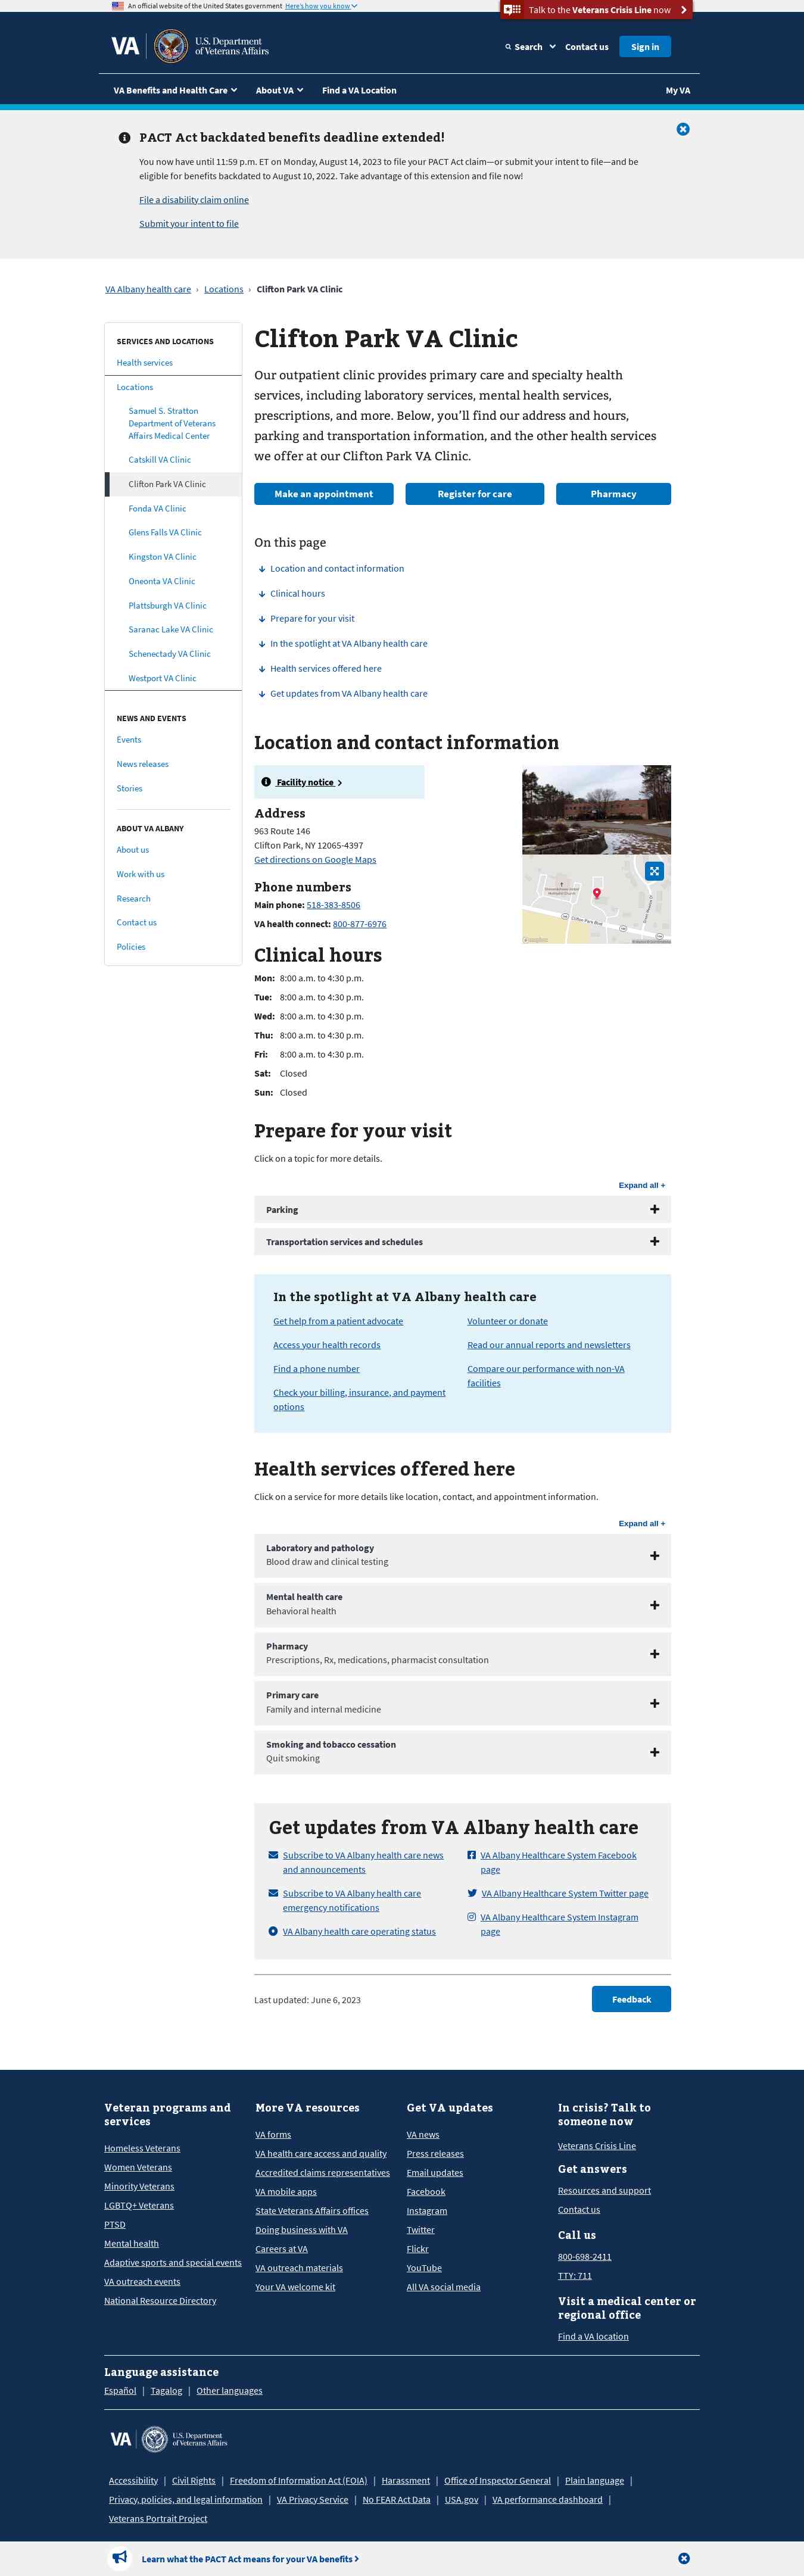 An official website of the United States government Here's how you know
Talk to the Veterans Crisis Line now
VA
U.S. Department
of Veterans Affairs
Search
Contact us
Sign in
VA Benefits and Health Care
About VA
Find a VA Location
My VA
PACT Act backdated benefits deadline extended!
You now have until 11:59 p.m. ET on Monday, August 14, 2023 to file your PACT claim—or submit your intent to file—and be
eligible for benefits backdated to August 10, 2022. Take advantage of this extension and file now!
File a disability claim online
Submit your intent to file
VA Albany health care › Locations › Clifton Park VA Clinic
SERVICES AND LOCATIONS
Health services
Locations
Samuel S. Stratton
Department of Veterans
Affairs Medical Center
Catskill VA Clinic
Clifton Park VA Clinic
Fonda VA Clinic
Glens Falls VA Clinic
Kingston VA Clinic
Oneonta VA Clinic
Plattsburgh VA Clinic
Saranac Lake VA Clinic
Schenectady VA Clinic
Westport VA Clinic
NEWS AND EVENTS
Events
News releases
Stories
ABOUT VA ALBANY
About us
Work with us
Research
Contact us
Policies
Clifton Park VA Clinic
Our outpatient clinic provides primary care and specialty health
services, including laboratory services, mental health services,
prescriptions, and more. Below, you'll find our address and hours,
parking and transportation information, and the other health services
we offer at our Clifton Park VA Clinic.
Make an appointment
Register for care
Pharmacy
On this page
Location and contact information
Clinical hours
Prepare for your visit
In the spotlight at VA Albany health care
Health services offered here
Get updates from VA Albany health care
Location and contact information
Facility notice
Address
963 Route 146
Clifton Park, NY 12065-4397
Get directions on Google Maps
Phone numbers
Main phone: 518-383-8506
VA health connect: 800-877-6976
Clinical hours
Mon: 8:00 a.m. to 4:30 p.m.
Tue: 8:00 a.m. to 4:30 p.m.
Wed: 8:00 a.m. to 4:30 p.m.
Thu: 8:00 a.m. to 4:30 p.m.
Fri: 8:00 a.m. to 4:30 p.m.
Sat: Closed
Sun: Closed
Prepare for your visit
Click on a topic for more details.
Expand all +
Parking
Transportation services and schedules
In the spotlight at VA Albany health care
Get help from a patient advocate
Access your health records
Find a phone number
Check your billing, insurance, and payment
options
Volunteer or donate
Read our annual reports and newsletters
Compare our performance with non-VA
facilities
Health services offered here
Click on a service for more details like location, contact, and appointment information.
Expand all +
Laboratory and pathology
Blood draw and clinical testing
Mental health care
Behavioral health
Pharmacy
Prescriptions, Rx, medications, pharmacist consultation
Primary care
Family and internal medicine
Smoking and tobacco cessation
Quit smoking
Get updates from VA Albany health care
Subscribe to VA Albany health care news
and announcements
Subscribe to VA Albany health care
emergency notifications
VA Albany health care operating status
VA Albany Healthcare System Facebook
page
VA Albany Healthcare System Twitter page
VA Albany Healthcare System Instagram
page
Last updated: June 6, 2023
Feedback
Veteran programs and
services
Homeless Veterans
Women Veterans
Minority Veterans
LGBTQ+ Veterans
PTSD
Mental health
Adaptive sports and special events
VA outreach events
National Resource Directory
More VA resources
VA forms
VA health care access and quality
Accredited claims representatives
VA mobile apps
State Veterans Affairs offices
Doing business with VA
Careers at VA
VA outreach materials
Your VA welcome kit
Get VA updates
VA news
Press releases
Email updates
Facebook
Instagram
Twitter
Flickr
YouTube
All VA social media
In crisis? Talk to
someone now
Veterans Crisis Line
Get answers
Resources and support
Contact us
Call us
800-698-2411
TTY: 711
Visit a medical center or
regional office
Find a VA location
Language assistance
Español | Tagalog | Other languages
VA
U.S. Department
of Veterans Affairs
Accessibility | Civil Rights | Freedom of Information Act (FOIA) | Harassment | Office of Inspector General | Plain language |
Privacy, policies, and legal information | VA Privacy Service | No FEAR Act Data | USA.gov | VA performance dashboard |
Veterans Portrait Project
Learn what the PACT Act means for your VA benefits